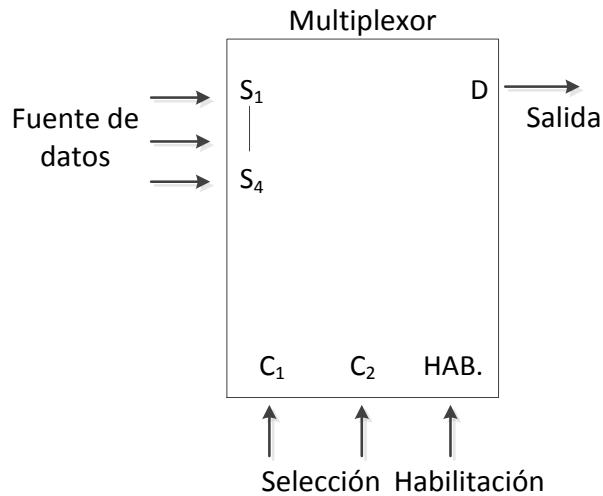 Multiplexor
S₁
D
Fuente de
datos
Salida
S₄
C₁
C₂
HAB.
Selección
Habilitación